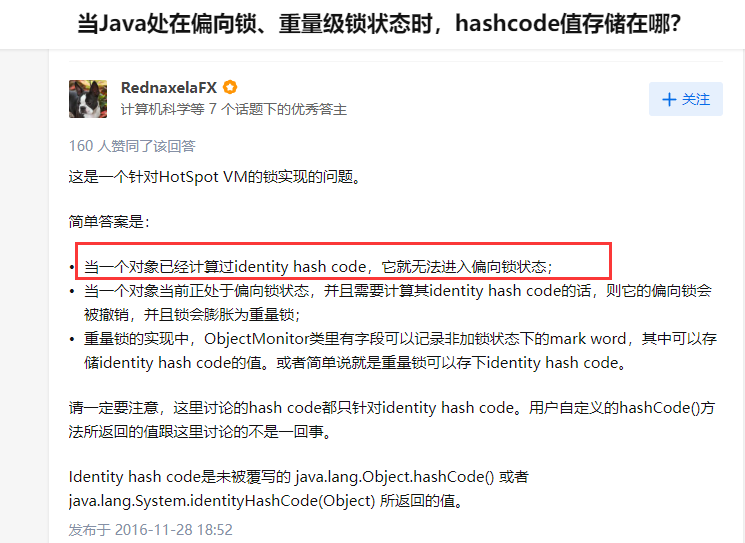 当Java处在偏向锁、重量级锁状态时，hashcode值存储在哪？
RednaxelaFX
计算机科学等 7 个话题下的优秀答主
+ 关注
160 人赞同了该回答
这是一个针对HotSpot VM的锁实现的问题。
简单答案是：
• 当一个对象已经计算过identity hash code，它就无法进入偏向锁状态；
• 当一个对象当前正处于偏向锁状态，并且需要计算其identity hash code的话，则它的偏向锁会
被撤销，并且锁会膨胀为重量锁；
• 重量锁的实现中，ObjectMonitor类里有字段可以记录非加锁状态下的mark word，其中可以存
储identity hash code的值。或者简单说就是重量锁可以存下identity hash code。
请一定要注意，这里讨论的hash code都只针对identity hash code。用户自定义的hashCode()方
法所返回的值跟这里讨论的不是一回事。
Identity hash code是未被覆写的 java.lang.Object.hashCode() 或者
java.lang.System.identityHashCode(Object) 所返回的值。
发布于 2016-11-28 18:52